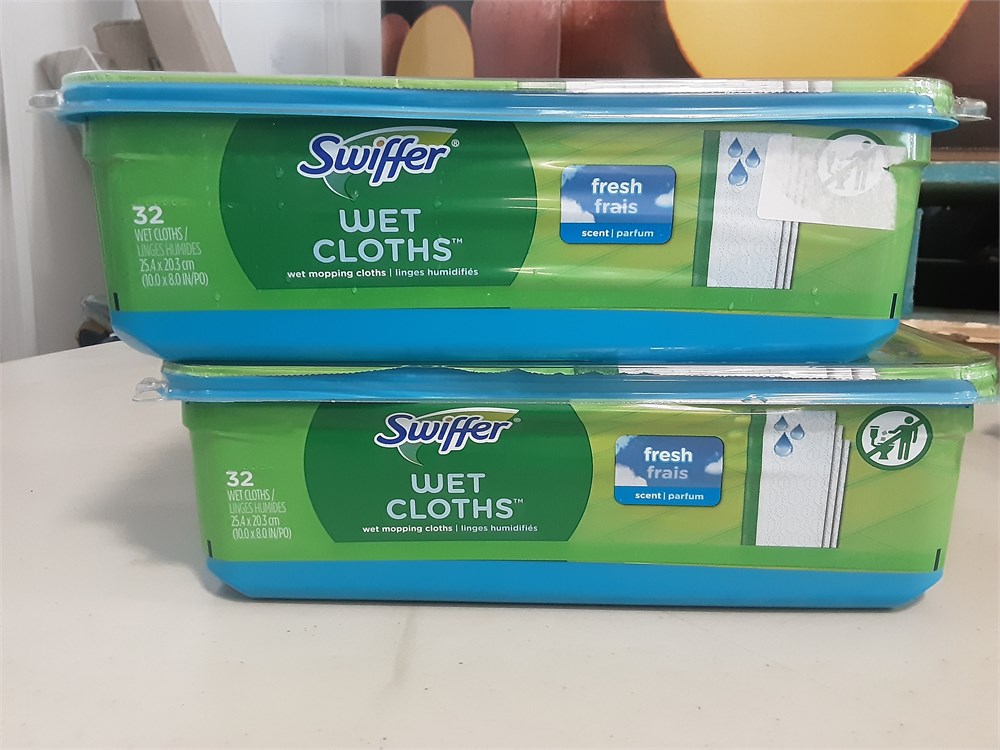 Swiffer®
WET
CLOTHS™
wet mopping cloths | linges humidifiés
32
WET CLOTHS /
LINGES HUMIDES
25.4 x 20.3 cm
(10.0 x 8.0 IN/PO)
fresh
frais
scent | parfum
Swiffer®
WET
CLOTHS™
wet mopping cloths | linges humidifiés
32
WET CLOTHS /
LINGES HUMIDES
25.4 x 20.3 cm
(10.0 x 8.0 IN/PO)
fresh
frais
scent | parfum